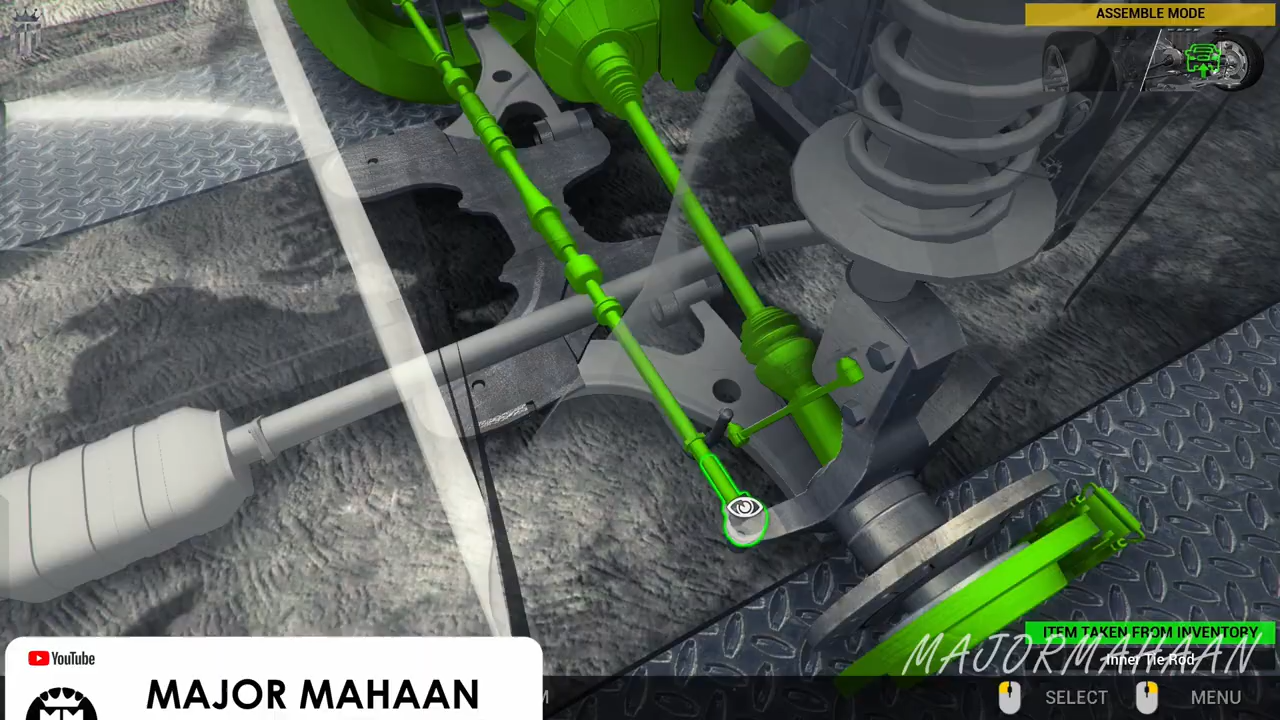 ASSEMBLE MODE
ITEM TAKEN FROM INVENTORY
Inner Tie Rod
MAJORMAHAAN
SELECT
MENU
YouTube
MAJOR MAHAAN